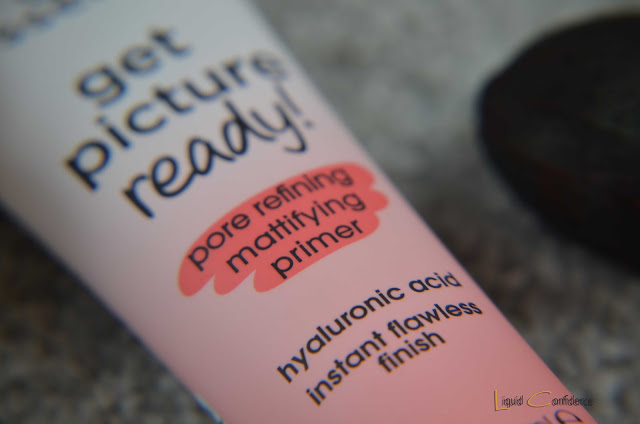 get
picture
ready!
pore refining
mattifying
primer
hyaluronic acid
instant flawless
finish
Liquid Confidence